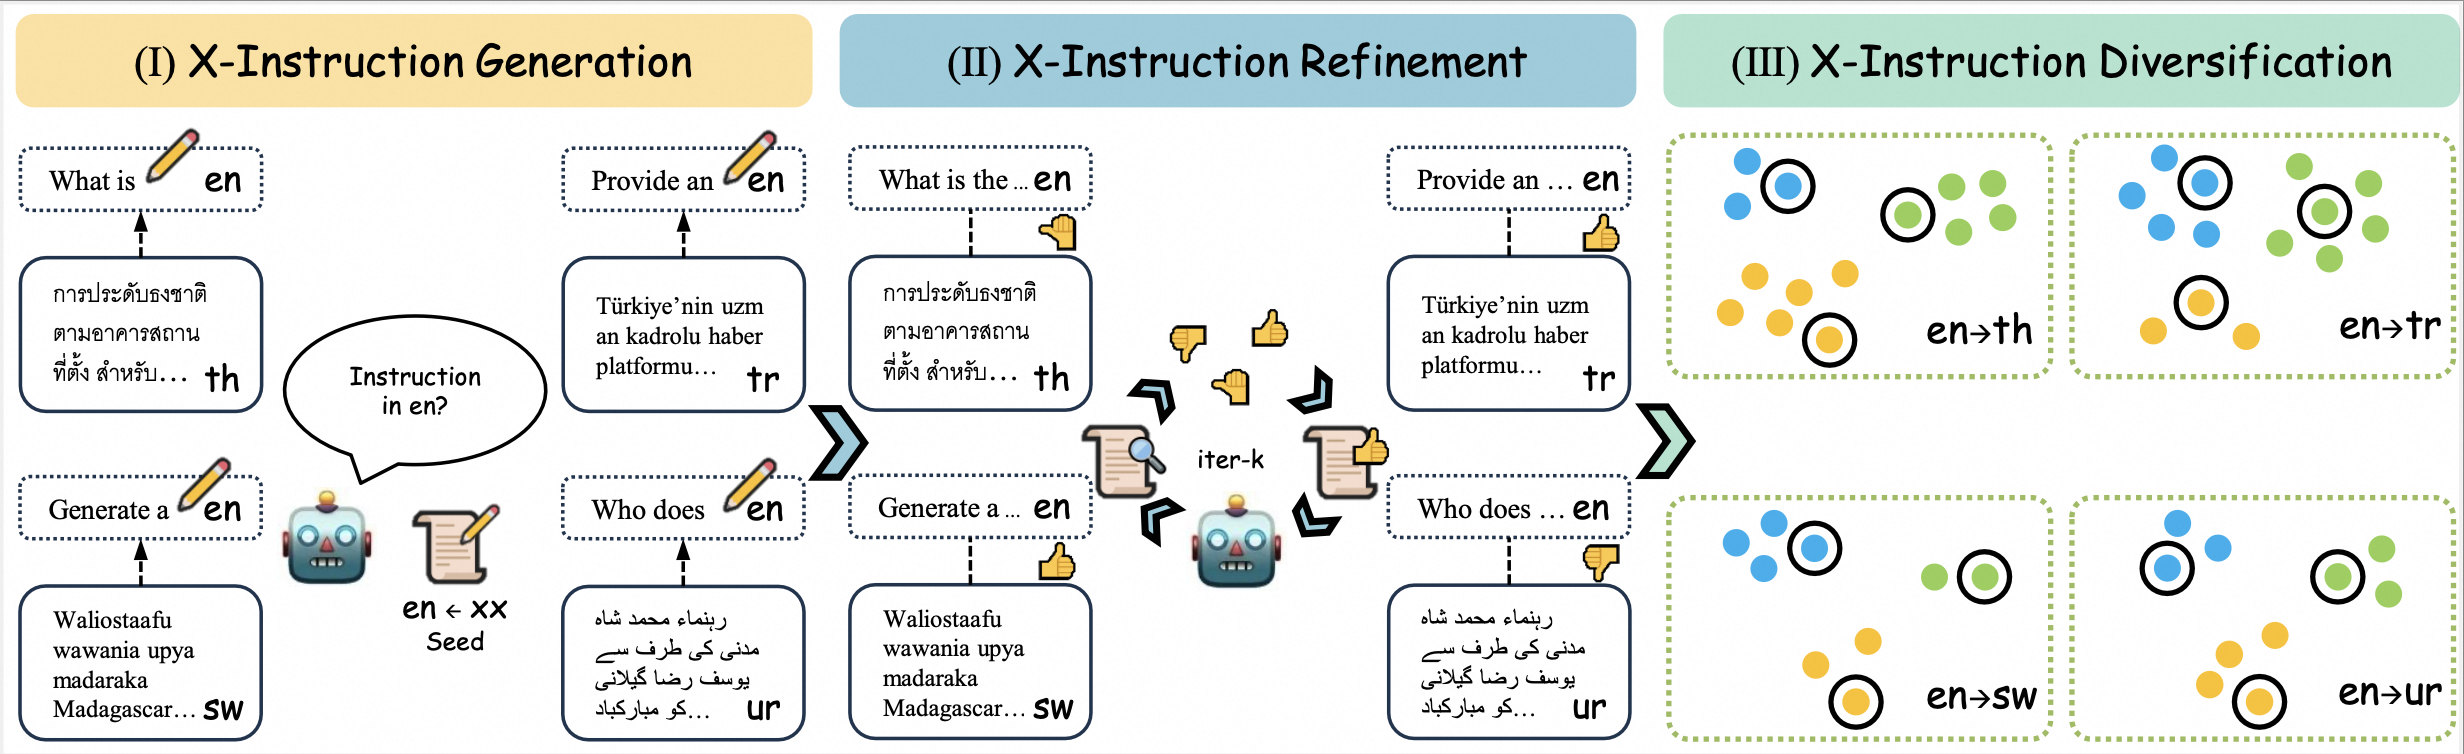 (I) X-Instruction Generation
What is
en
การประดับธงชาติ
ตามอาคารสถาน
ที่ตั้ง สำหรับ...
th
Generate a
en
Waliostaafu
wawania upya
madaraka
Madagascar...
sw
Instruction
in en?
en ← xx
Seed
Provide an
en
Türkiye’nin uzm
an kadrolu haber
platformu...
tr
Who does
en
رہنماء محمد شاہ
مدنی کی طرف سے
یوسف رضا گیلانی
کو مبارکباد...
ur
(II) X-Instruction Refinement
What is the ...
en
การประดับธงชาติ
ตามอาคารสถาน
ที่ตั้ง สำหรับ...
th
Generate a ...
en
Waliostaafu
wawania upya
madaraka
Madagascar...
sw
iter-k
Provide an ...
en
Türkiye’nin uzm
an kadrolu haber
platformu...
tr
Who does ...
en
رہنماء محمد شاہ
مدنی کی طرف سے
یوسف رضا گیلانی
کو مبارکباد...
ur
(III) X-Instruction Diversification
en→th
en→tr
en→sw
en→ur